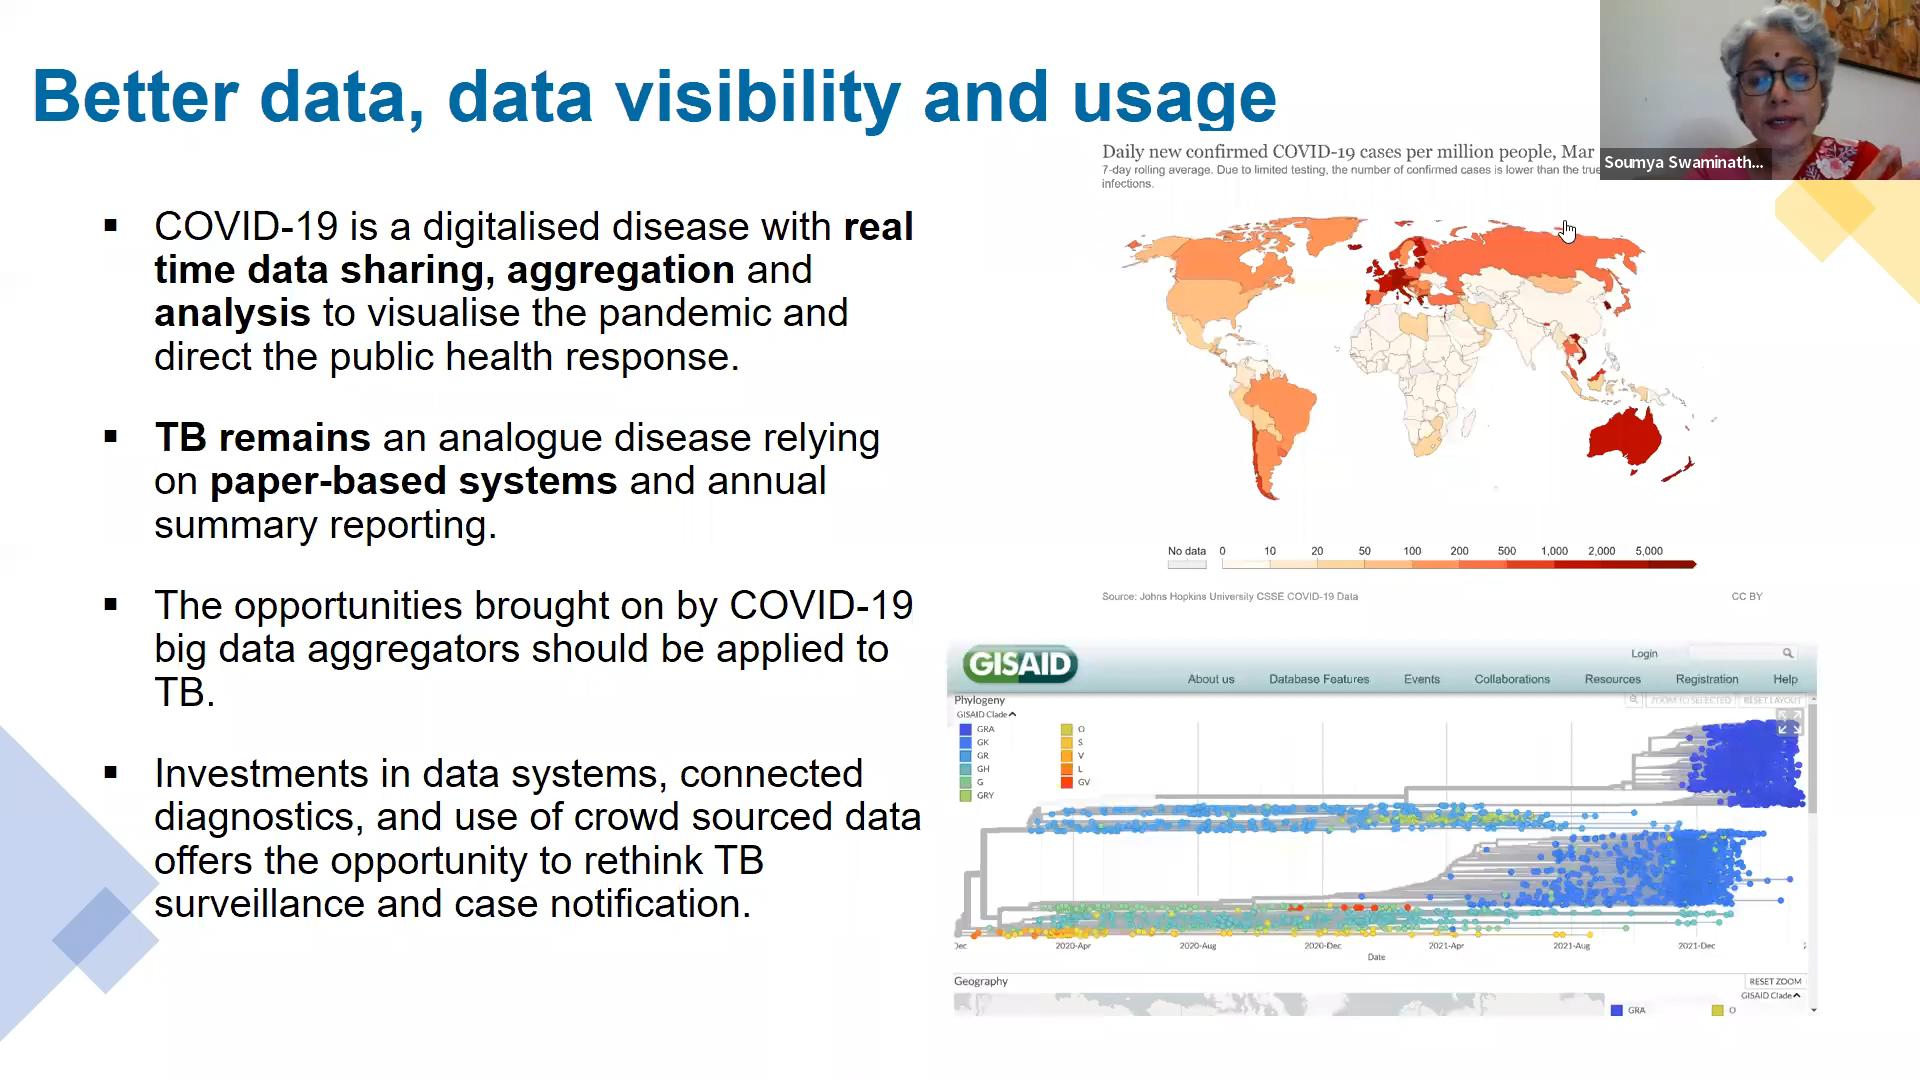 Better data, data visibility and usage
Soumya Swaminath...
▪ COVID-19 is a digitalised disease with real
time data sharing, aggregation and
analysis to visualise the pandemic and
direct the public health response.
▪ TB remains an analogue disease relying
on paper-based systems and annual
summary reporting.
▪ The opportunities brought on by COVID-19
big data aggregators should be applied to
TB.
▪ Investments in data systems, connected
diagnostics, and use of crowd sourced data
offers the opportunity to rethink TB
surveillance and case notification.
Daily new confirmed COVID-19 cases per million people, Mar
7-day rolling average. Due to limited testing, the number of confirmed cases is lower than the true
infections.
No data 0 10 20 50 100 200 500 1,000 2,000 5,000
Source: Johns Hopkins University CSSE COVID-19 Data CC BY
GISAID
Login
About us Database Features Events Collaborations Resources Registration Help
Phylogeny
ZOOM TO SELECTED RESET LAYOUT
GISAID Clade
GRA O
GK S
GR V
GH L
G GV
GRY
Dec 2020-Apr 2020-Aug 2020-Dec 2021-Apr 2021-Aug 2021-Dec
Date
Geography RESET ZOOM
GISAID Clade
GRA O